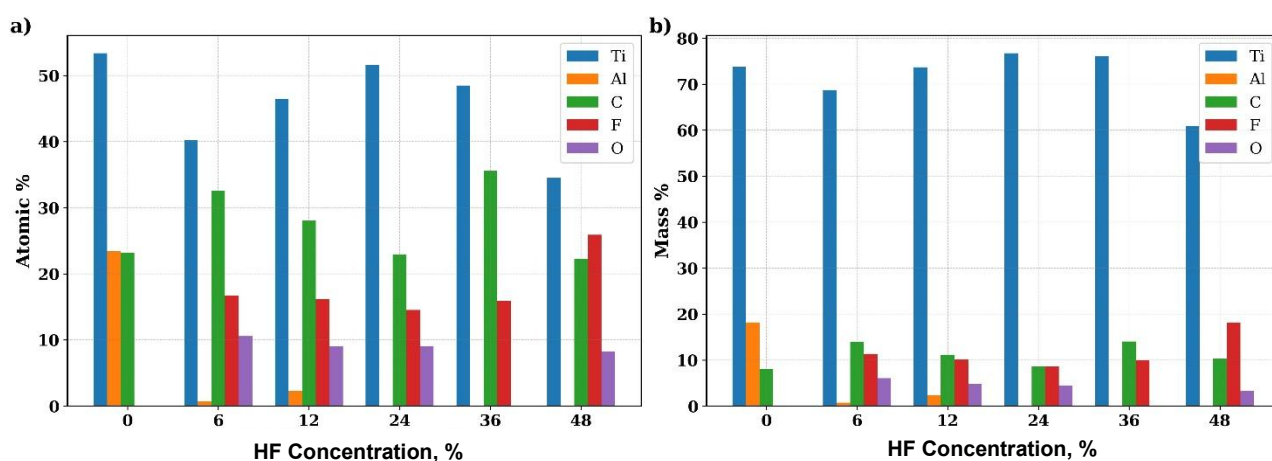 a)
Atomic %
50
40
30
20
10
0
0 6 12 24 36 48
HF Concentration, %
Ti
Al
C
F
O
b)
Mass %
80
70
60
50
40
30
20
10
0
0 6 12 24 36 48
HF Concentration, %
Ti
Al
C
F
O